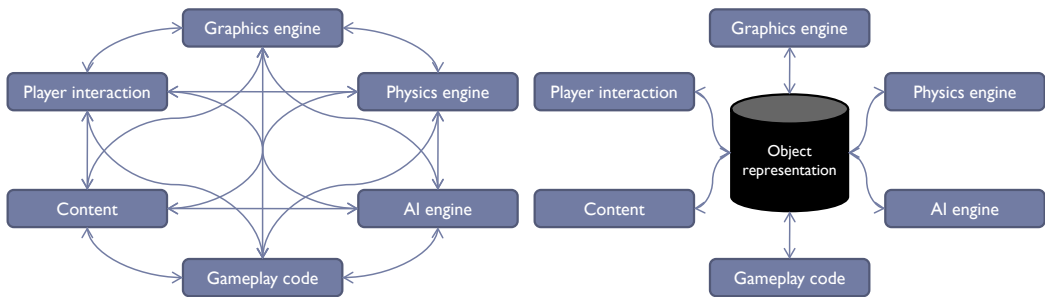 Graphics engine
Player interaction
Physics engine
Content
AI engine
Gameplay code
Graphics engine
Player interaction
Physics engine
Object
representation
Content
AI engine
Gameplay code